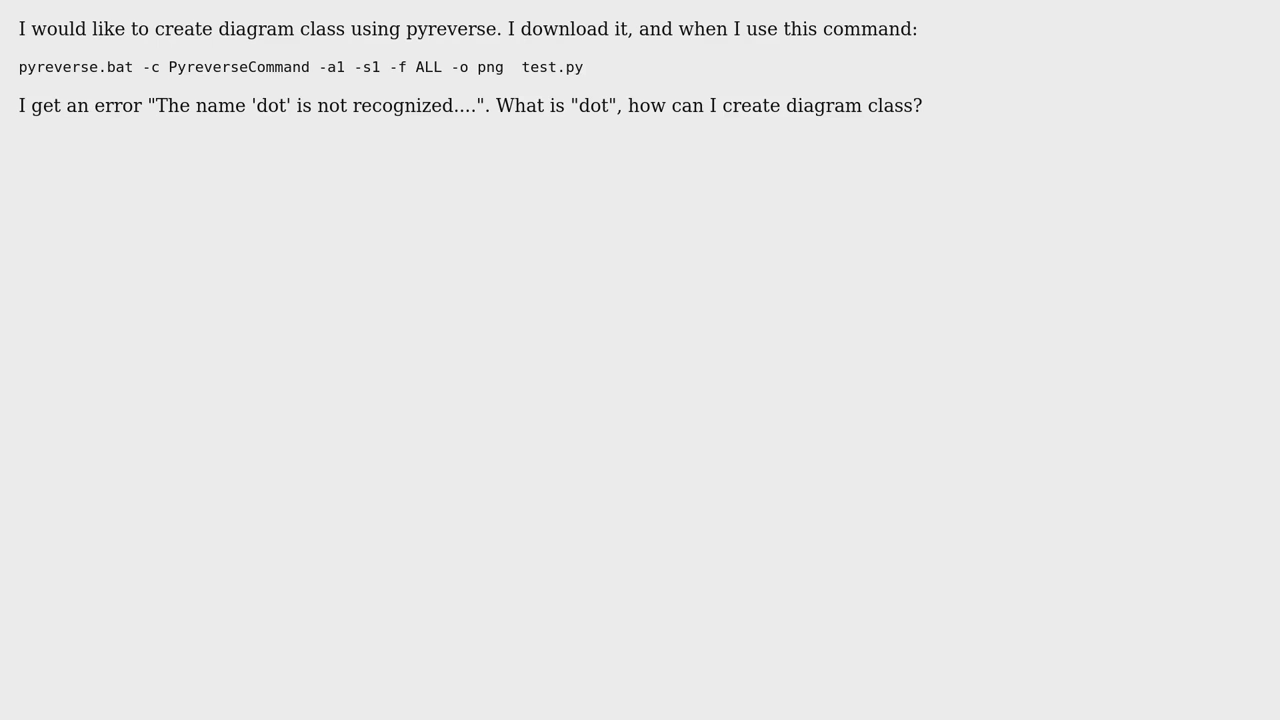 I would like to create diagram class using pyreverse. I download it, and when I use this command:
pyreverse.bat -c PyreverseCommand -a1 -s1 -f ALL -o png  test.py
I get an error "The name 'dot' is not recognized....". What is "dot", how can I create diagram class?